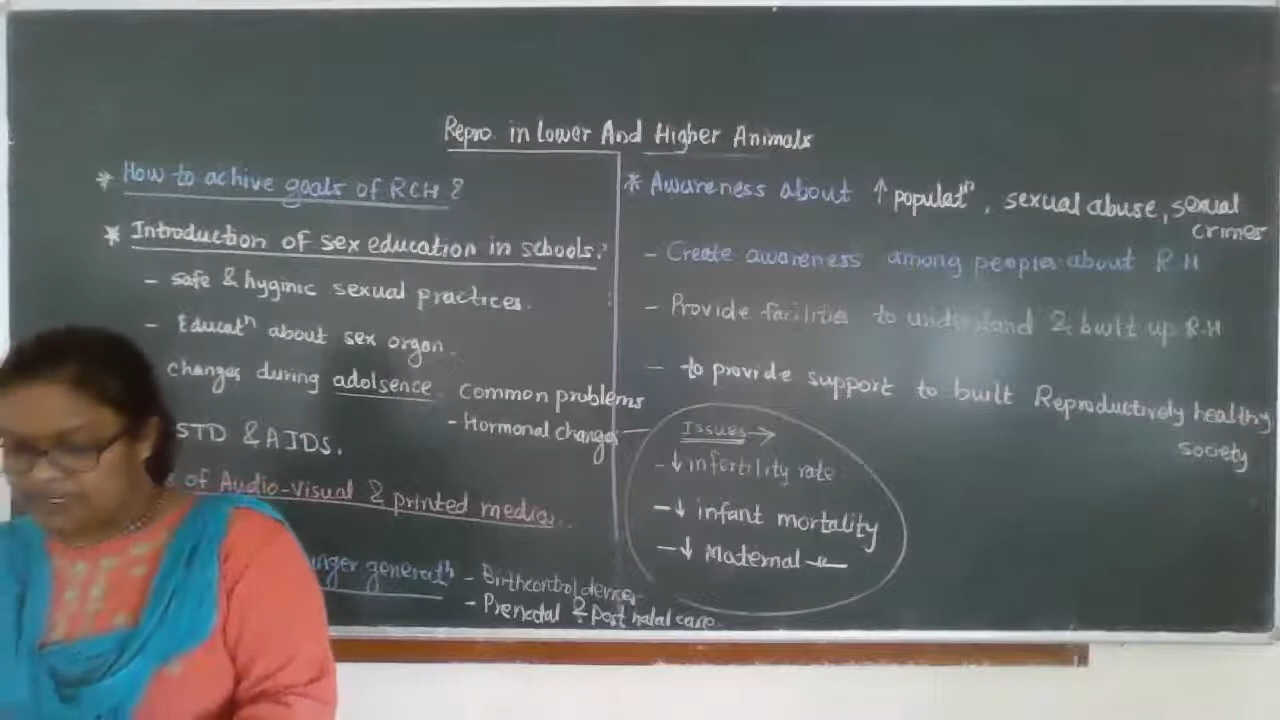 Repro. in Lower And Higher Animals
* How to achive goals of RCH ?
* Introduction of sex education in schools:
- safe & hyginic sexual practices.
- Educatⁿ about sex organ.
changes during adolsence. common problems
- Hormonal changes
STD & AIDs.
of Audio-Visual & printed media..
generatⁿ - Birthcontrol devices
- Prenatal & Post natal care.
* Awareness about ↑ populatⁿ, sexual abuse, sexual
crimes
- Create awareness among peoples about R-H
- Provide facilities to understand & built up R-H
- to provide support to built Reproductively healthy
society
Issues →
- ↓ infertility rate
- ↓ infant mortality
- ↓ Maternal -"-